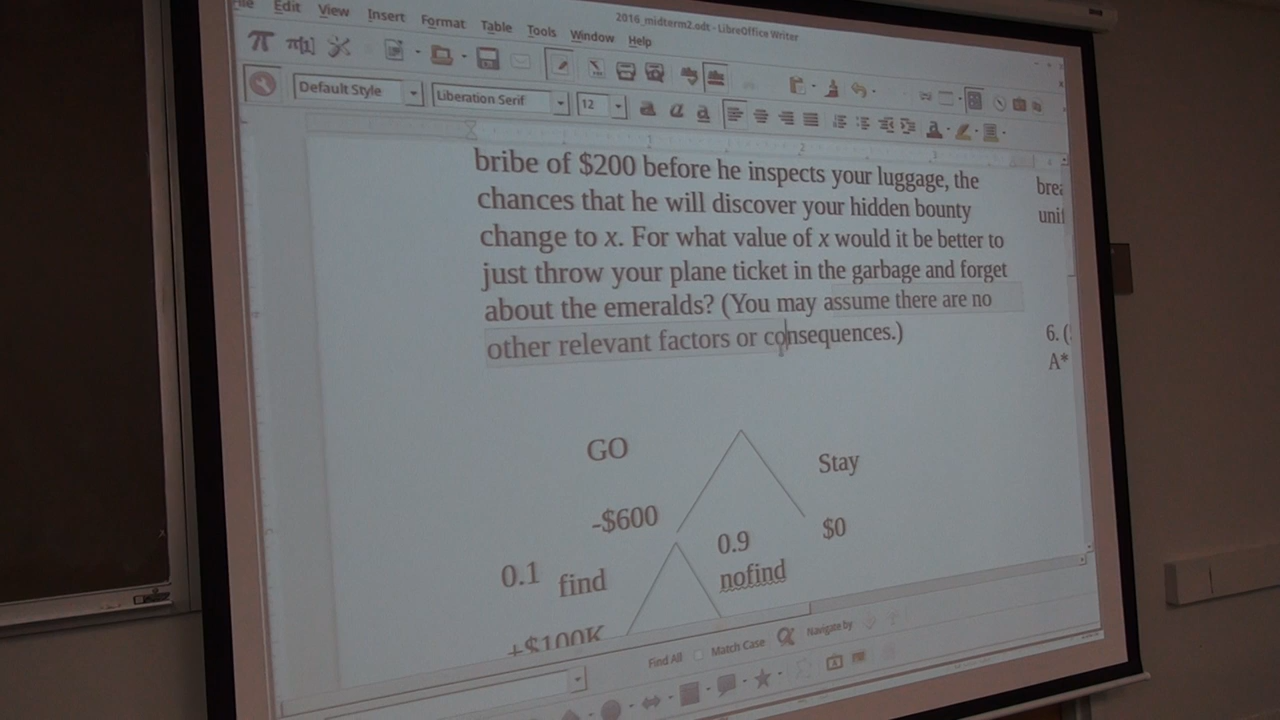 2016_midterm2.odt - LibreOffice Writer
Edit View Insert Format Table Tools Window Help
Default Style Liberation Serif 12
bribe of $200 before he inspects your luggage, the
chances that he will discover your hidden bounty
change to x. For what value of x would it be better to
just throw your plane ticket in the garbage and forget
about the emeralds? (You may assume there are no
other relevant factors or consequences.)
6. (
A*
GO
Stay
-$600
$0
0.9
nofind
0.1 find
+$100K
Find All Match Case Navigate by